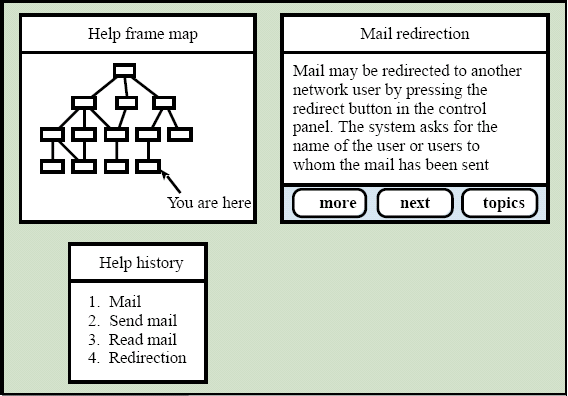 Help frame map
You are here
Mail redirection
Mail may be redirected to another
network user by pressing the
redirect button in the control
panel. The system asks for the
name of the user or users to
whom the mail has been sent
more
next
topics
Help history
1. Mail
2. Send mail
3. Read mail
4. Redirection